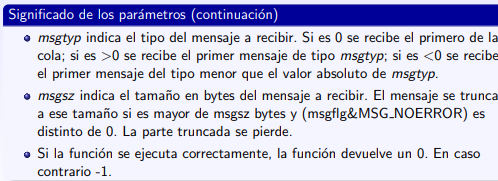 Significado de los parámetros (continuación)
msgtyp indica el tipo del mensaje a recibir. Si es 0 se recibe el primero de la
cola; si es >0 se recibe el primer mensaje de tipo msgtyp; si es <0 se recibe
el primer mensaje del tipo menor que el valor absoluto de msgtyp.
msgsz indica el tamaño en bytes del mensaje a recibir. El mensaje se trunca
a ese tamaño si es mayor de msgsz bytes y (msgflg&MSG_NOERROR) es
distinto de 0. La parte truncada se pierde.
Si la función se ejecuta correctamente, la función devuelve un 0. En caso
contrario -1.